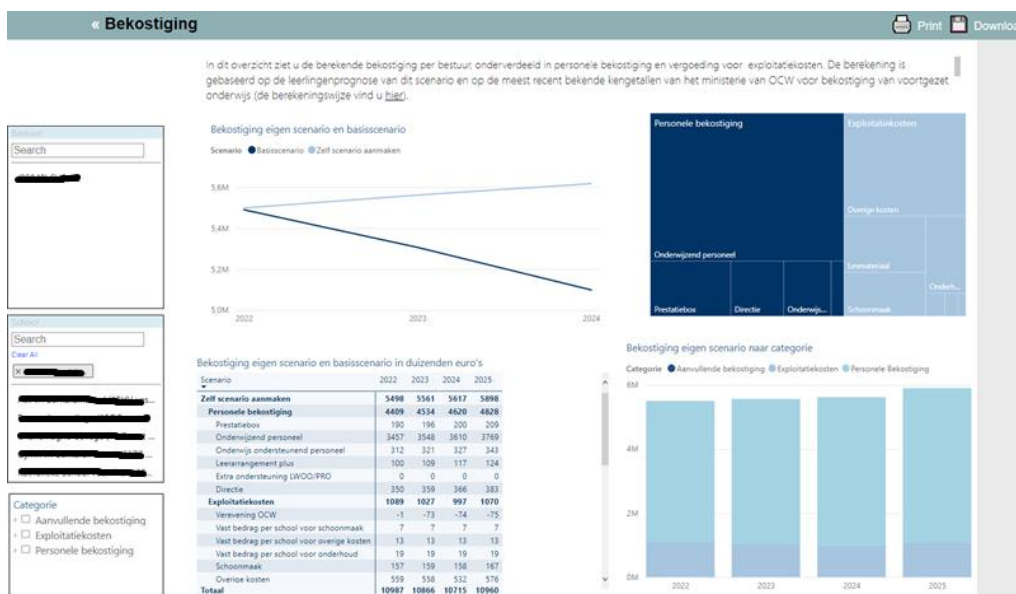 « Bekostiging
Print
Downloa
In dit overzicht ziet u de berekende bekostiging per bestuur, onderverdeeld in personele bekostiging en vergoeding voor exploitatiekosten. De berekening is
gebaseerd op de leerlingenprognose van dit scenario en op de meest recent bekende kengetallen van het ministerie van OCW voor bekostiging van voortgezet
onderwijs (de berekeningswijze vind u hier).
Bestuur
Search
School
Search
Clear All
Categorie
Aanvullende bekostiging
Exploitatiekosten
Personele bekostiging
Bekostiging eigen scenario en basisscenario
Scenario Basisscenario Zelf scenario aanmaken
5,6M
5,4M
5,2M
5,0M
2022 2023 2024
Personele bekostiging
Onderwijzend personeel
Prestatiebox
Directie
Onderwijs...
Exploitatiekosten
Overige kosten
Lesmateriaal
Schoonmaak
Onderh...
Bekostiging eigen scenario en basisscenario in duizenden euro's
Scenario 2022 2023 2024 2025
Zelf scenario aanmaken 5498 5561 5617 5898
Personele bekostiging 4409 4534 4620 4828
Prestatiebox 190 196 200 209
Onderwijzend personeel 3457 3548 3610 3769
Onderwijs ondersteunend personeel 312 321 327 343
Leerarrangement plus 100 109 117 124
Extra ondersteuning LWOO/PRO 0 0 0 0
Directie 350 359 366 383
Exploitatiekosten 1089 1027 997 1070
Verevening OCW -1 -73 -74 -75
Vast bedrag per school voor schoonmaak 7 7 7 7
Vast bedrag per school voor overige kosten 13 13 13 13
Vast bedrag per school voor onderhoud 19 19 19 19
Schoonmaak 157 159 158 167
Overige kosten 559 558 532 576
Totaal 10987 10866 10715 10960
Bekostiging eigen scenario naar categorie
Categorie Aanvullende bekostiging Exploitatiekosten Personele Bekostiging
6M
4M
2M
0M
2022 2023 2024 2025